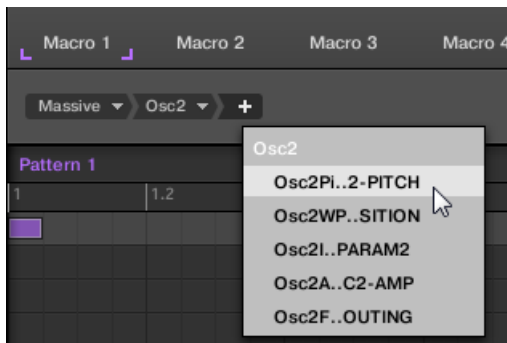 Macro 1 Macro 2 Macro 3 Macro 4
Massive Osc2 +
Osc2
Pattern 1
Osc2Pi..2-PITCH
1 1.2
Osc2WP..SITION
Osc2I..PARAM2
Osc2A..C2-AMP
Osc2F..OUTING